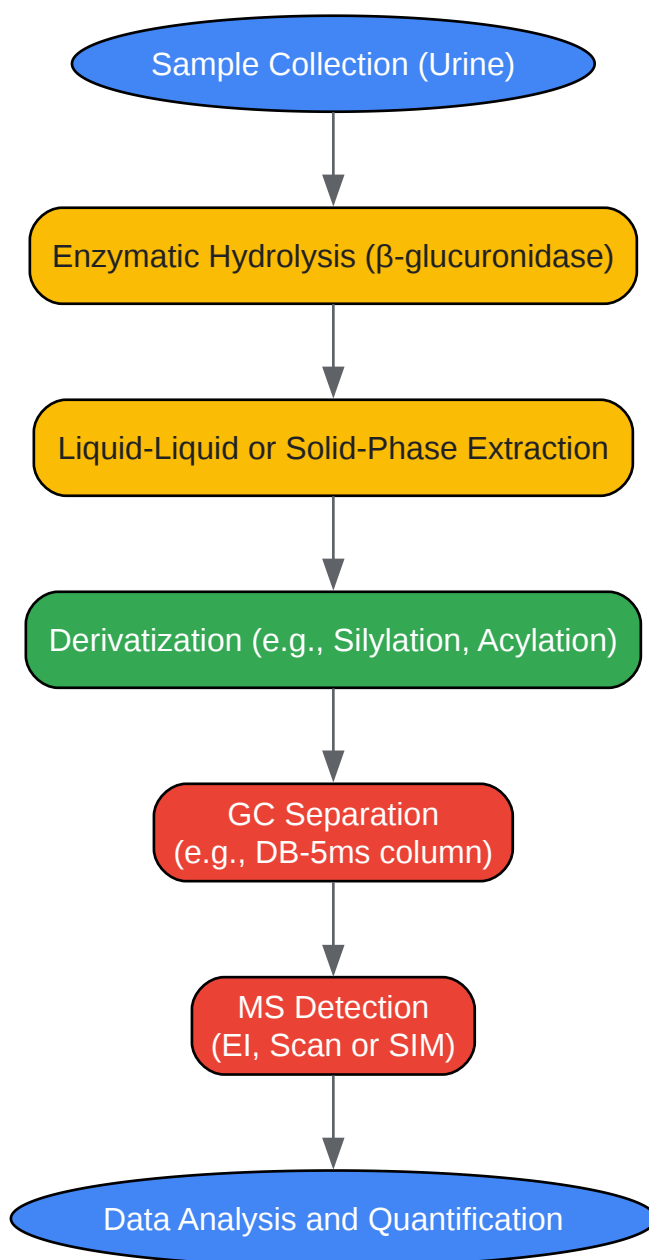 Sample Collection (Urine)
Enzymatic Hydrolysis (β-glucuronidase)
Liquid-Liquid or Solid-Phase Extraction
Derivatization (e.g., Silylation, Acylation)
GC Separation
(e.g., DB-5ms column)
MS Detection
(EI, Scan or SIM)
Data Analysis and Quantification